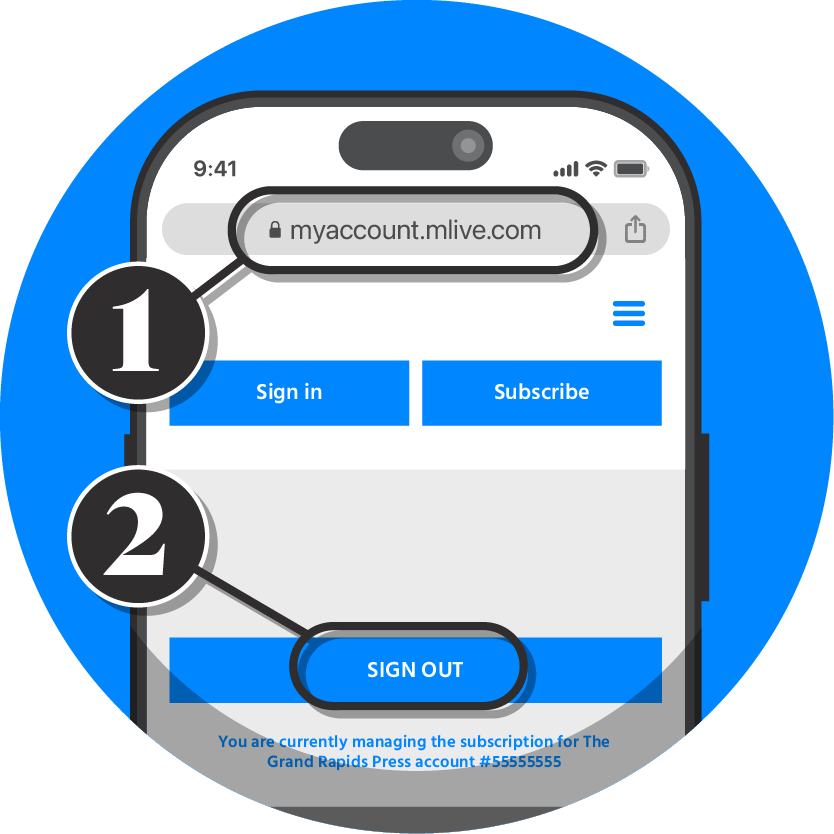 9:41
myaccount.mlive.com
1
Sign in
Subscribe
2
SIGN OUT
You are currently managing the subscription for The
Grand Rapids Press account #55555555